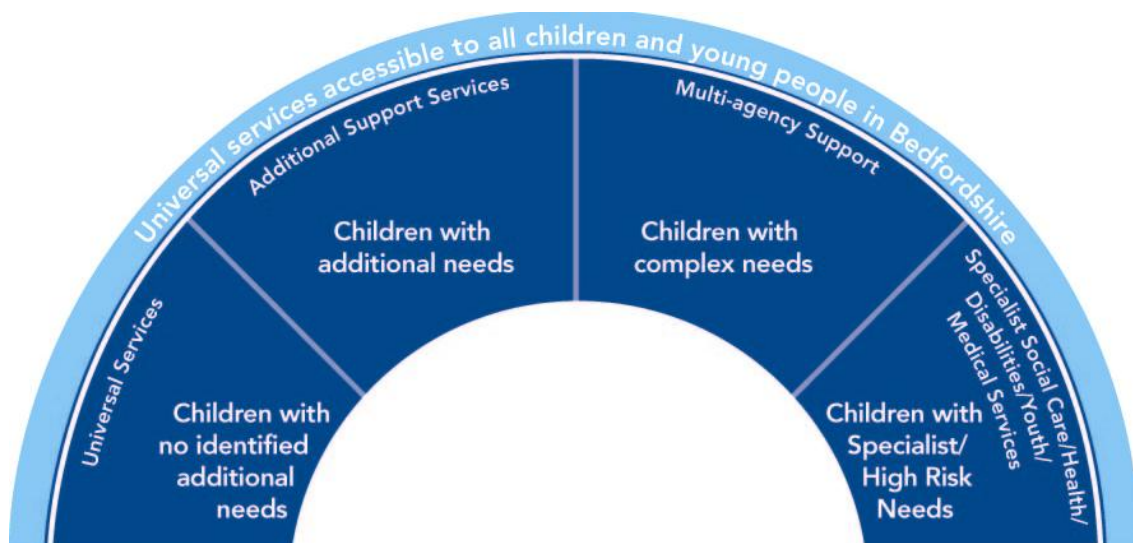 Universal services accessible to all children and young people in Bedfordshire
Universal Services
Children with
no identified
additional
needs
Additional Support Services
Children with
additional needs
Multi-agency Support
Children with
complex needs
Specialist Social Care/Health/
Disabilities/Youth/
Medical Services
Children with
Specialist/
High Risk
Needs